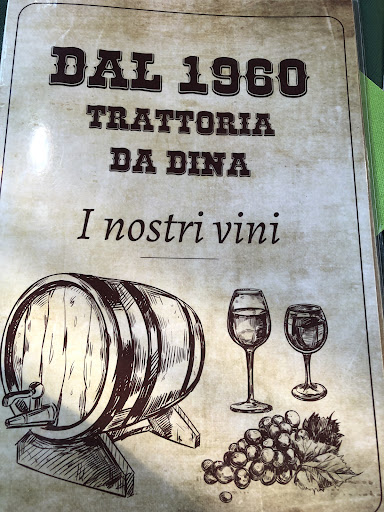 DAL 1960
TRATTORIA
DA DINA
I nostri vini